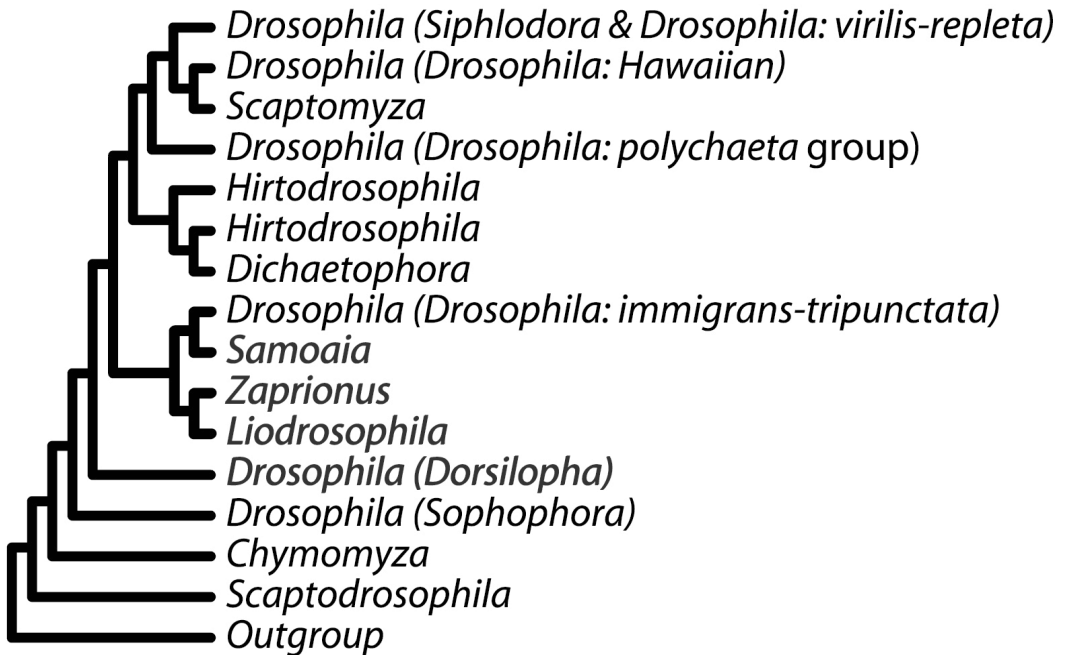 Drosophila (Siphlodora & Drosophila: virilis-repleta)
Drosophila (Drosophila: Hawaiian)
Scaptomyza
Drosophila (Drosophila: polychaeta group)
Hirtodrosophila
Hirtodrosophila
Dichaetophora
Drosophila (Drosophila: immigrans-tripunctata)
Samoaia
Zaprionus
Liodrosophila
Drosophila (Dorsilopha)
Drosophila (Sophophora)
Chymomyza
Scaptodrosophila
Outgroup